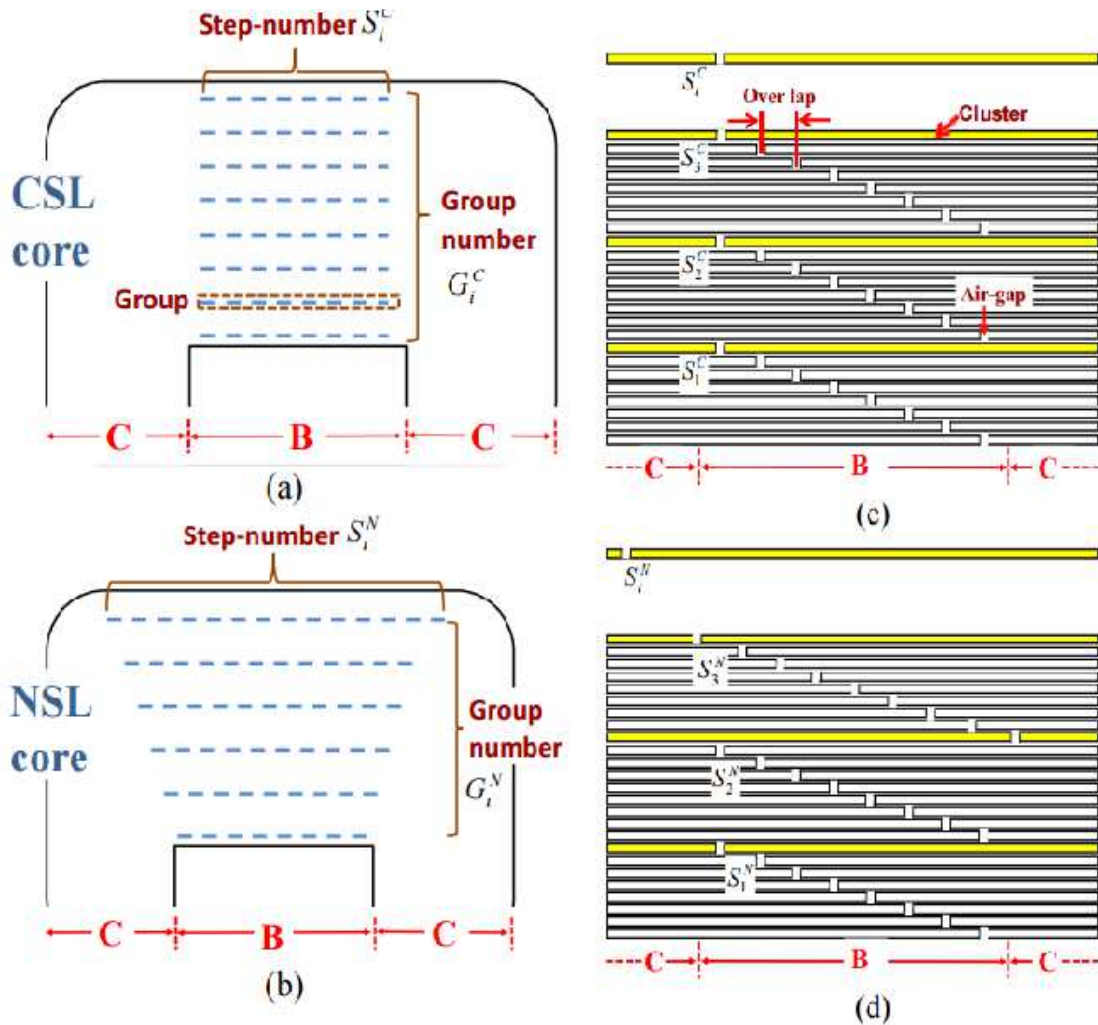 Step-number S_i^C
CSL
core
Group
number
G_i^C
Group
C B C
(a)
Step-number S_i^N
NSL
core
Group
number
G_i^N
C B C
(b)
S_i^C
Over lap
Cluster
S_3^C
S_2^C
Air-gap
S_1^C
C B C
(c)
S_i^N
S_3^N
S_2^N
S_1^N
C B C
(d)